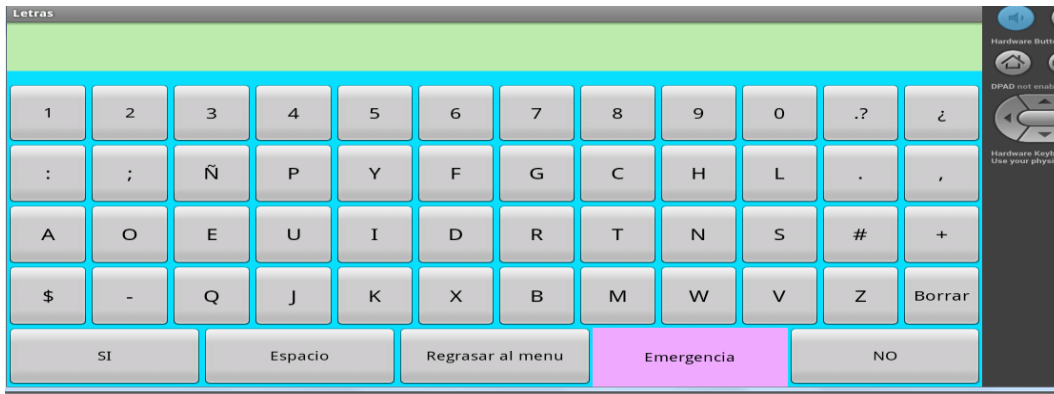 Letras
1 2 3 4 5 6 7 8 9 0 .? ¿
: ; Ñ P Y F G C H L . ,
A O E U I D R T N S # +
$ - Q J K X B M W V Z Borrar
SI Espacio Regrasar al menu Emergencia NO
Hardware Butt
DPAD not enab
Hardware Keyb
Use your physi